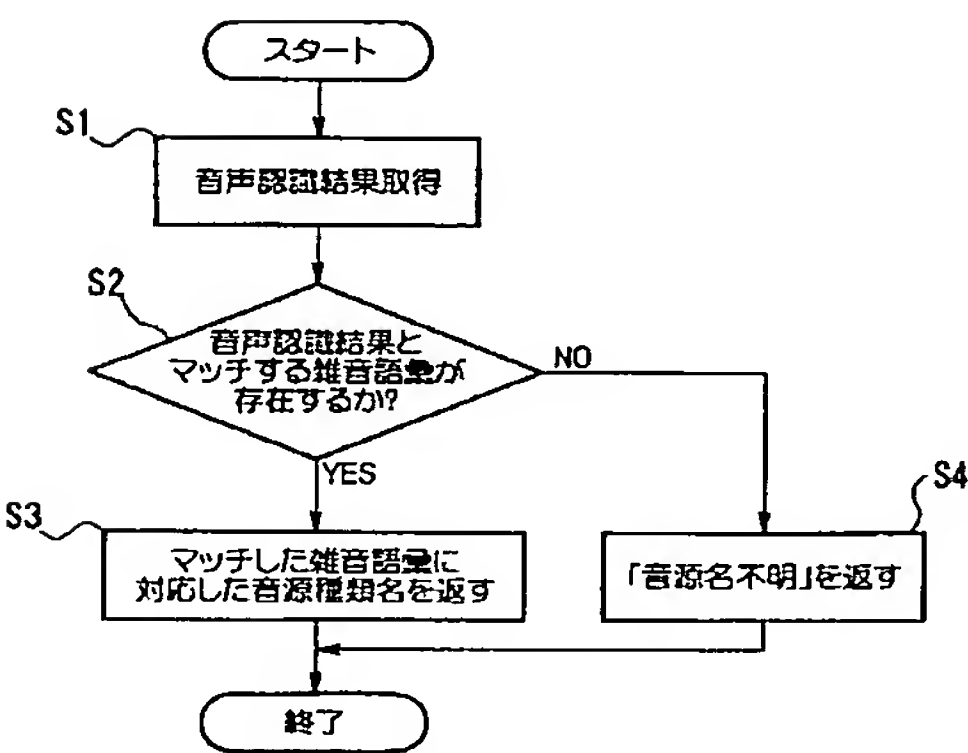 スタート
S1
音声認識結果取得
S2
音声認識結果と
マッチする雑音語彙が
存在するか?
NO
YES
S3
マッチした雑音語彙に
対応した音源種類名を返す
S4
「音源名不明」を返す
終了